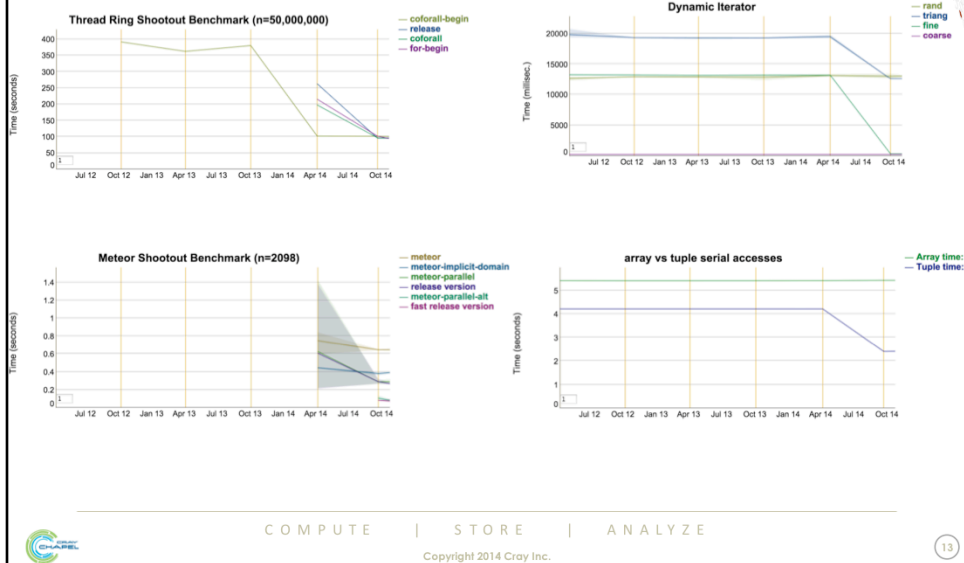 Thread Ring Shootout Benchmark (n=50,000,000)
coforall-begin
release
coforall
for-begin
Time (seconds)
400
350
300
250
200
150
100
50
0
1
Jul 12 Oct 12 Jan 13 Apr 13 Jul 13 Oct 13 Jan 14 Apr 14 Jul 14 Oct 14
Dynamic Iterator
rand
triang
fine
coarse
Time (millisec.)
20000
15000
10000
5000
0
1
Jul 12 Oct 12 Jan 13 Apr 13 Jul 13 Oct 13 Jan 14 Apr 14 Jul 14 Oct 14
Meteor Shootout Benchmark (n=2098)
meteor
meteor-implicit-domain
meteor-parallel
release version
meteor-parallel-alt
fast release version
Time (seconds)
1.4
1.2
1
0.8
0.6
0.4
0.2
0
1
Jul 12 Oct 12 Jan 13 Apr 13 Jul 13 Oct 13 Jan 14 Apr 14 Jul 14 Oct 14
array vs tuple serial accesses
Array time:
Tuple time:
Time (seconds)
5
4
3
2
1
0
1
Jul 12 Oct 12 Jan 13 Apr 13 Jul 13 Oct 13 Jan 14 Apr 14 Jul 14 Oct 14
CRAY
CHAPEL
COMPUTE | STORE | ANALYZE
Copyright 2014 Cray Inc.
13